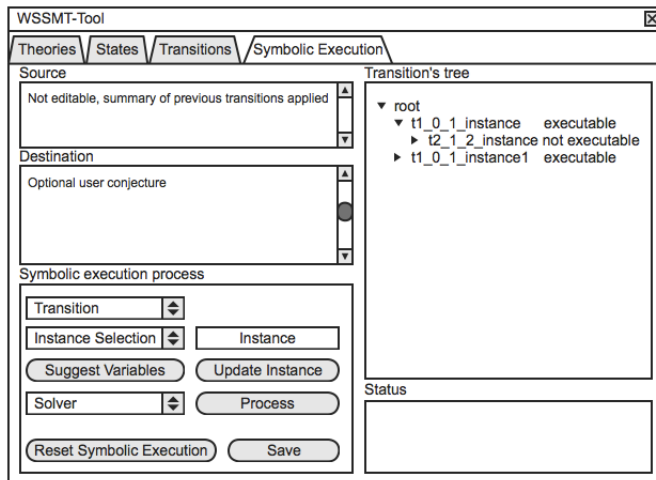 WSSMT-Tool
Theories States Transitions Symbolic Execution
Source
Not editable, summary of previous transitions applied
Destination
Optional user conjecture
Symbolic execution process
Transition
Instance Selection Instance
Suggest Variables Update Instance
Solver Process
Reset Symbolic Execution Save
Transition's tree
root
t1_0_1_instance executable
t2_1_2_instance not executable
t1_0_1_instance1 executable
Status